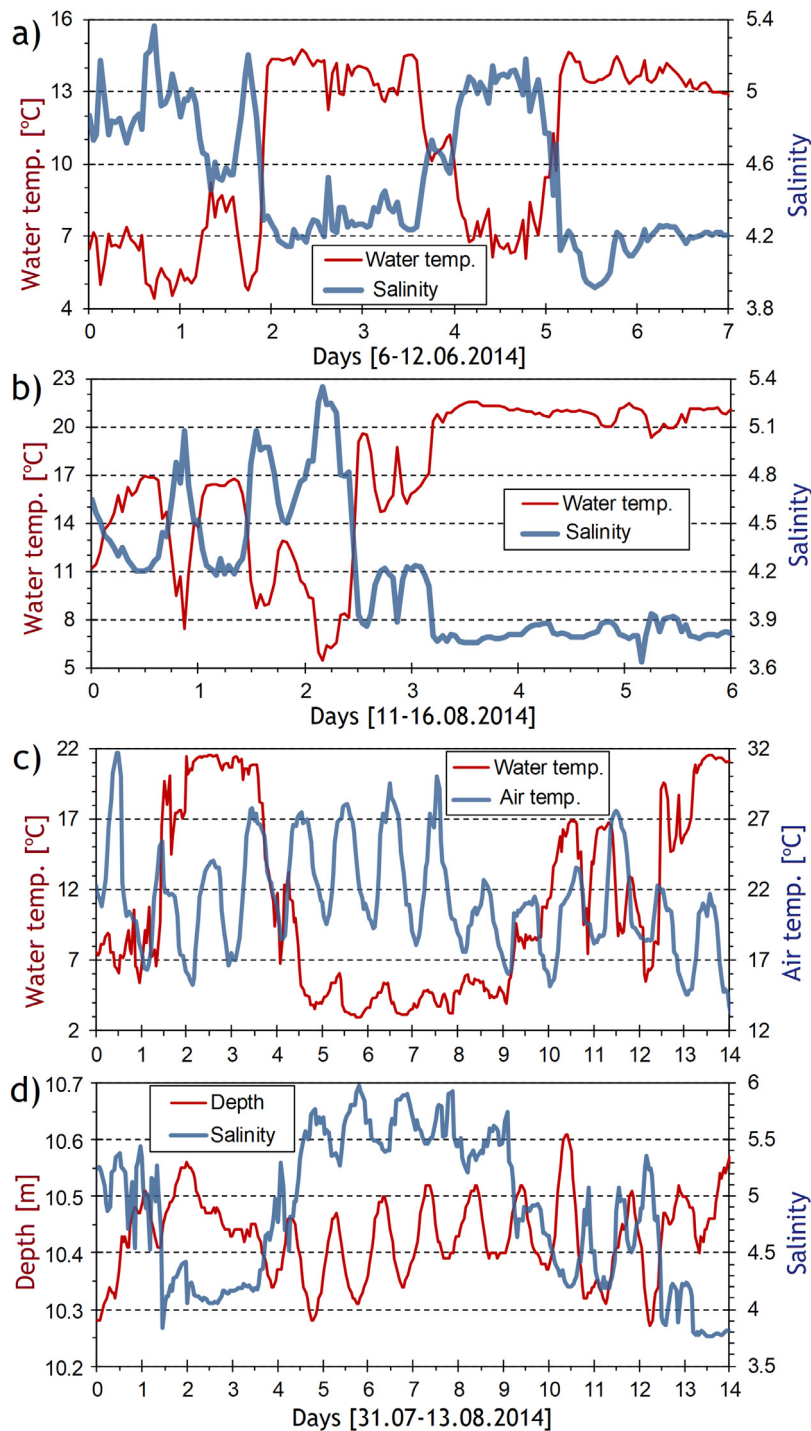 a)
16
13
10
7
4
Water temp. [ºC]
5.4
5
4.6
4.2
3.8
Salinity
Water temp.
Salinity
0 1 2 3 4 5 6 7
Days [6-12.06.2014]
b)
23
20
17
14
11
8
5
Water temp. [ºC]
5.4
5.1
4.8
4.5
4.2
3.9
3.6
Salinity
Water temp.
Salinity
0 1 2 3 4 5 6
Days [11-16.08.2014]
c)
22
17
12
7
2
Water temp. [ºC]
32
27
22
17
12
Air temp. [ºC]
Water temp.
Air temp.
0 1 2 3 4 5 6 7 8 9 10 11 12 13 14
d)
10.7
10.6
10.5
10.4
10.3
10.2
Depth [m]
6
5.5
5
4.5
4
3.5
Salinity
Depth
Salinity
0 1 2 3 4 5 6 7 8 9 10 11 12 13 14
Days [31.07-13.08.2014]